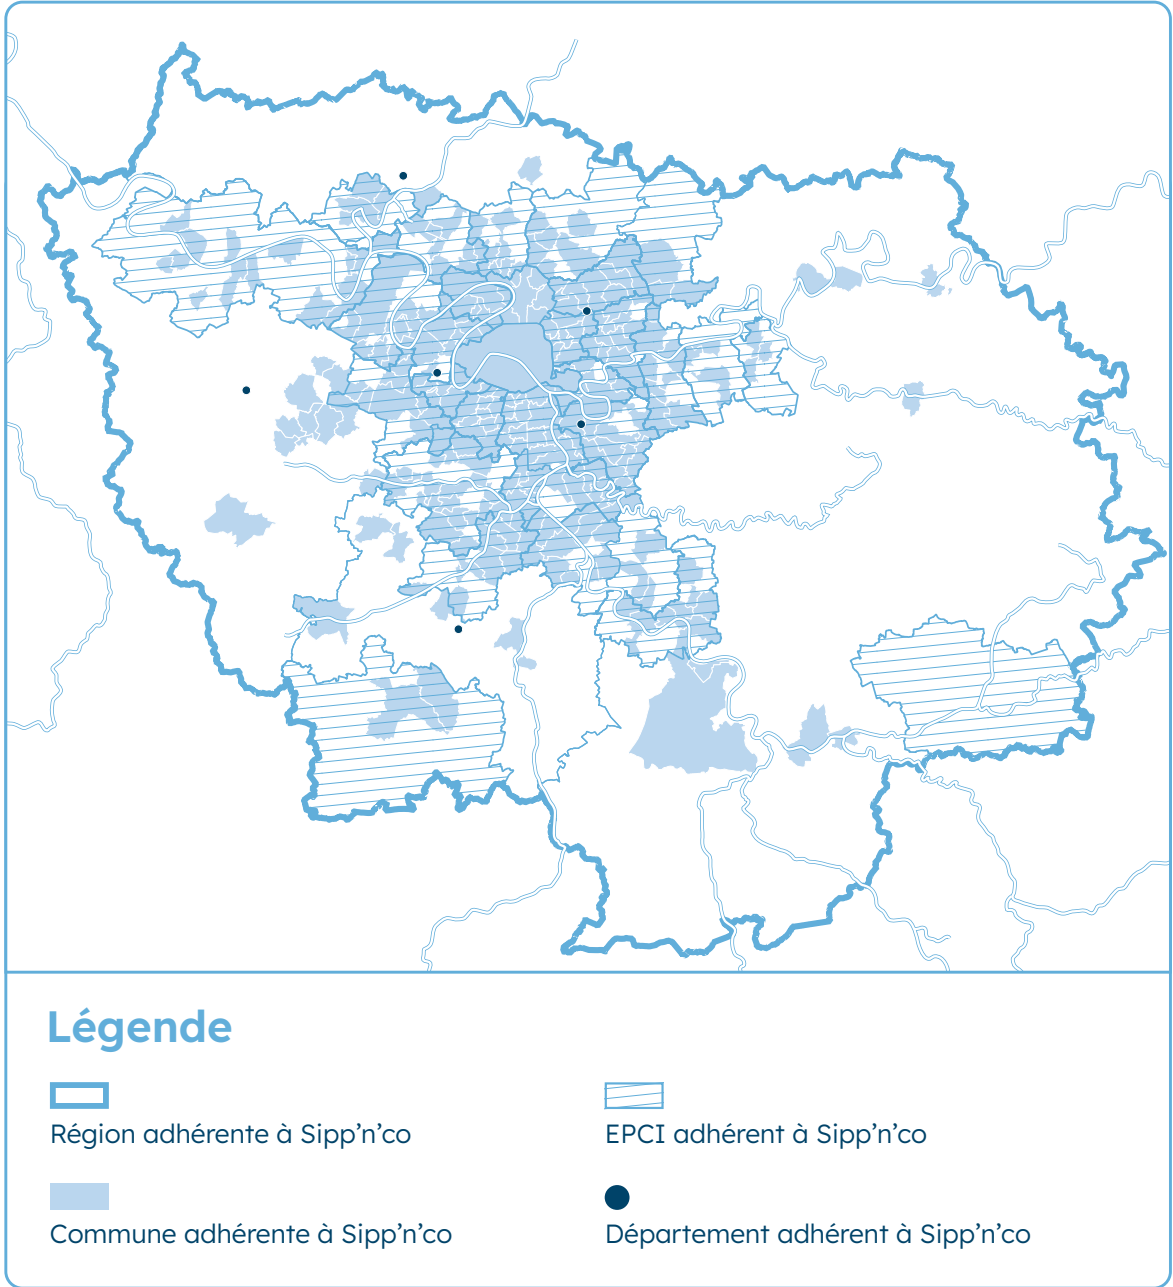 Légende
Région adhérente à Sipp’n’co
EPCI adhérent à Sipp’n’co
Commune adhérente à Sipp’n’co
Département adhérent à Sipp’n’co